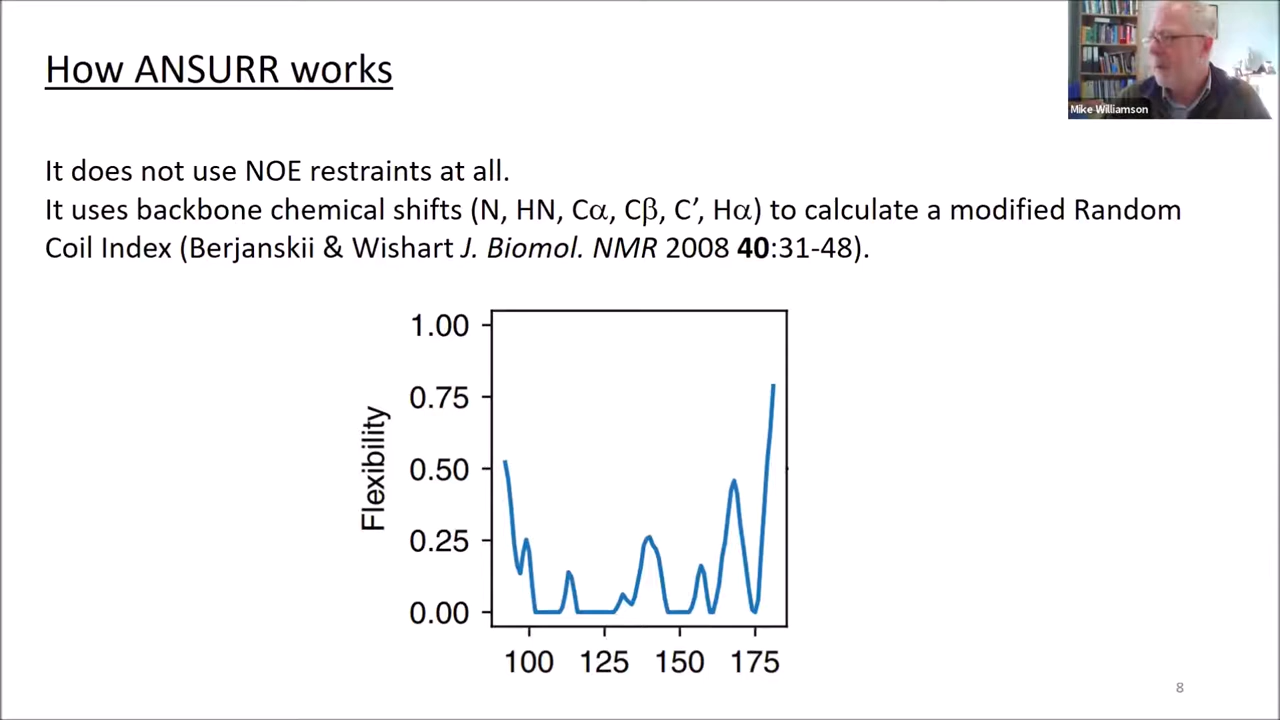 How ANSURR works
Mike Williamson
It does not use NOE restraints at all.
It uses backbone chemical shifts (N, HN, Cα, Cβ, C’, Hα) to calculate a modified Random
Coil Index (Berjanskii & Wishart J. Biomol. NMR 2008 40:31-48).
1.00
0.75
0.50
0.25
0.00
Flexibility
100 125 150 175
8